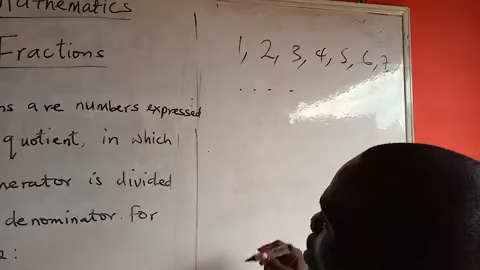 Mathematics
Fractions
ns are numbers expressed
quotient, in which
nerator is divided
denominator. For
:
1, 2, 3, 4, 5, 6, 7
. . . .